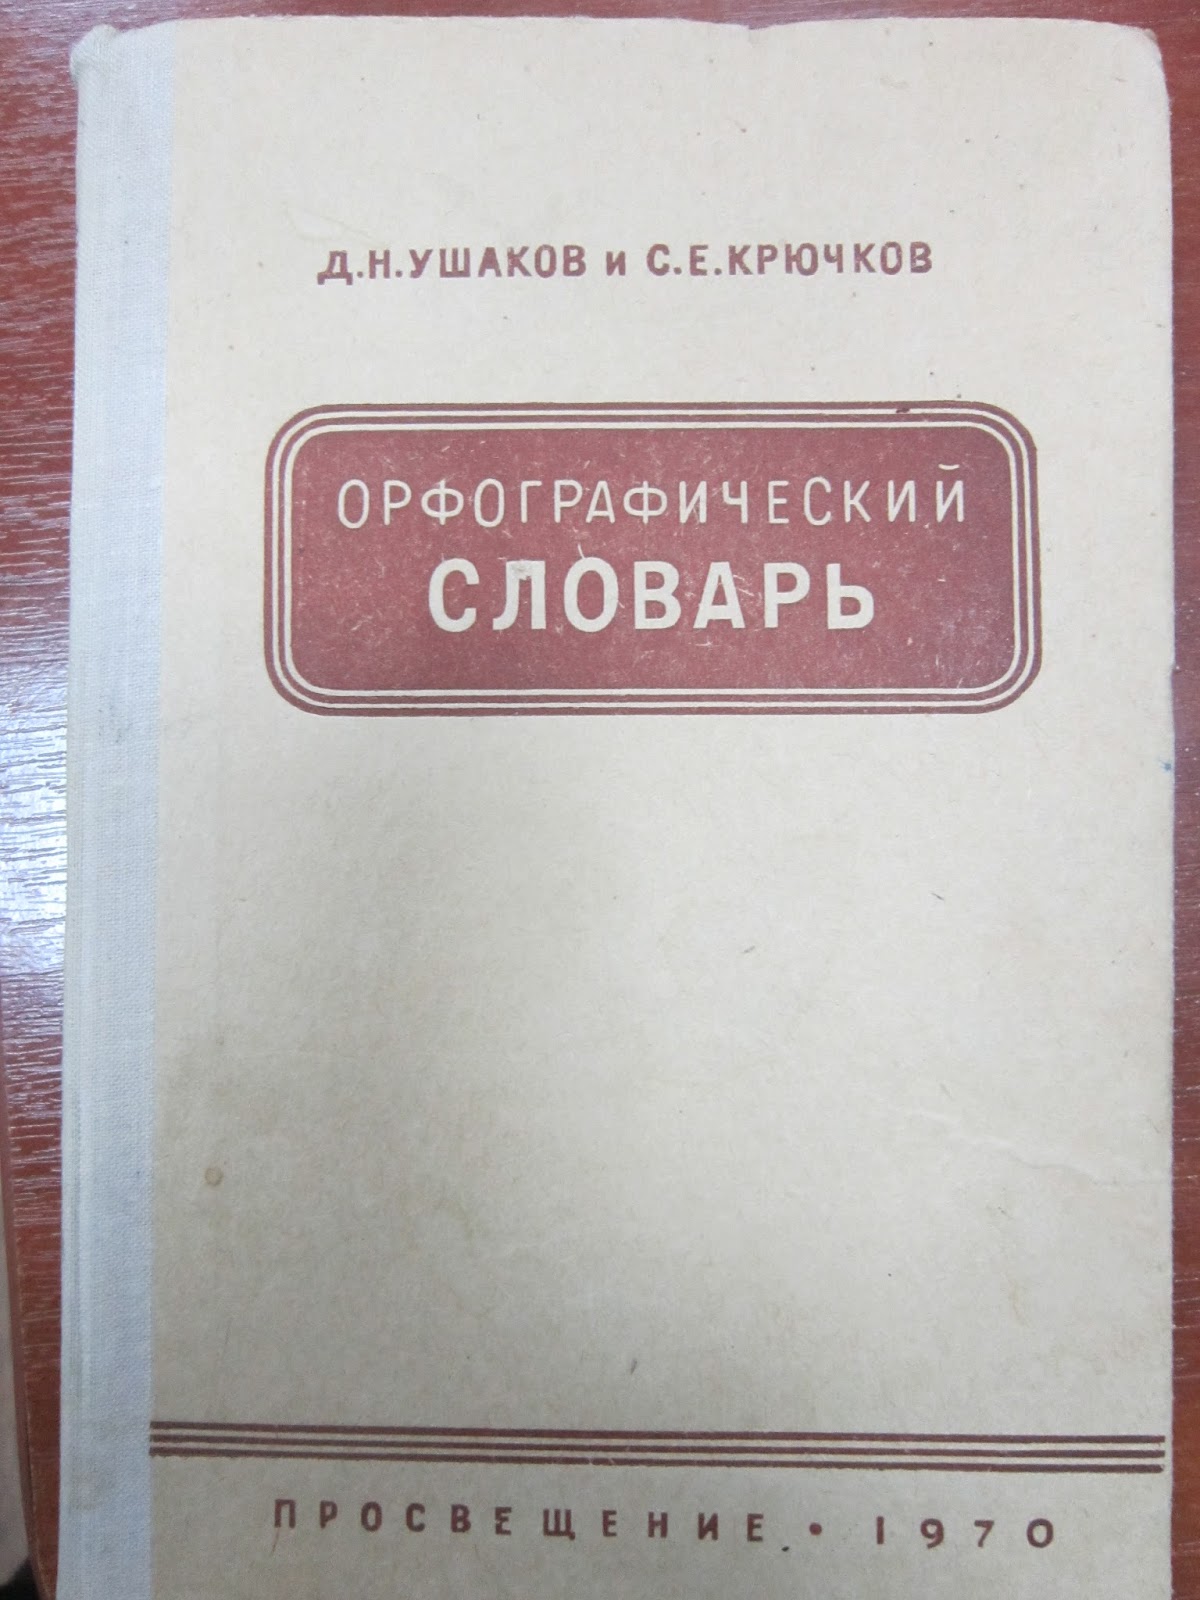 Д.Н.УШАКОВ и С.Е.КРЮЧКОВ
ОРФОГРАФИЧЕСКИЙ
СЛОВАРЬ
ПРОСВЕЩЕНИЕ • 1970